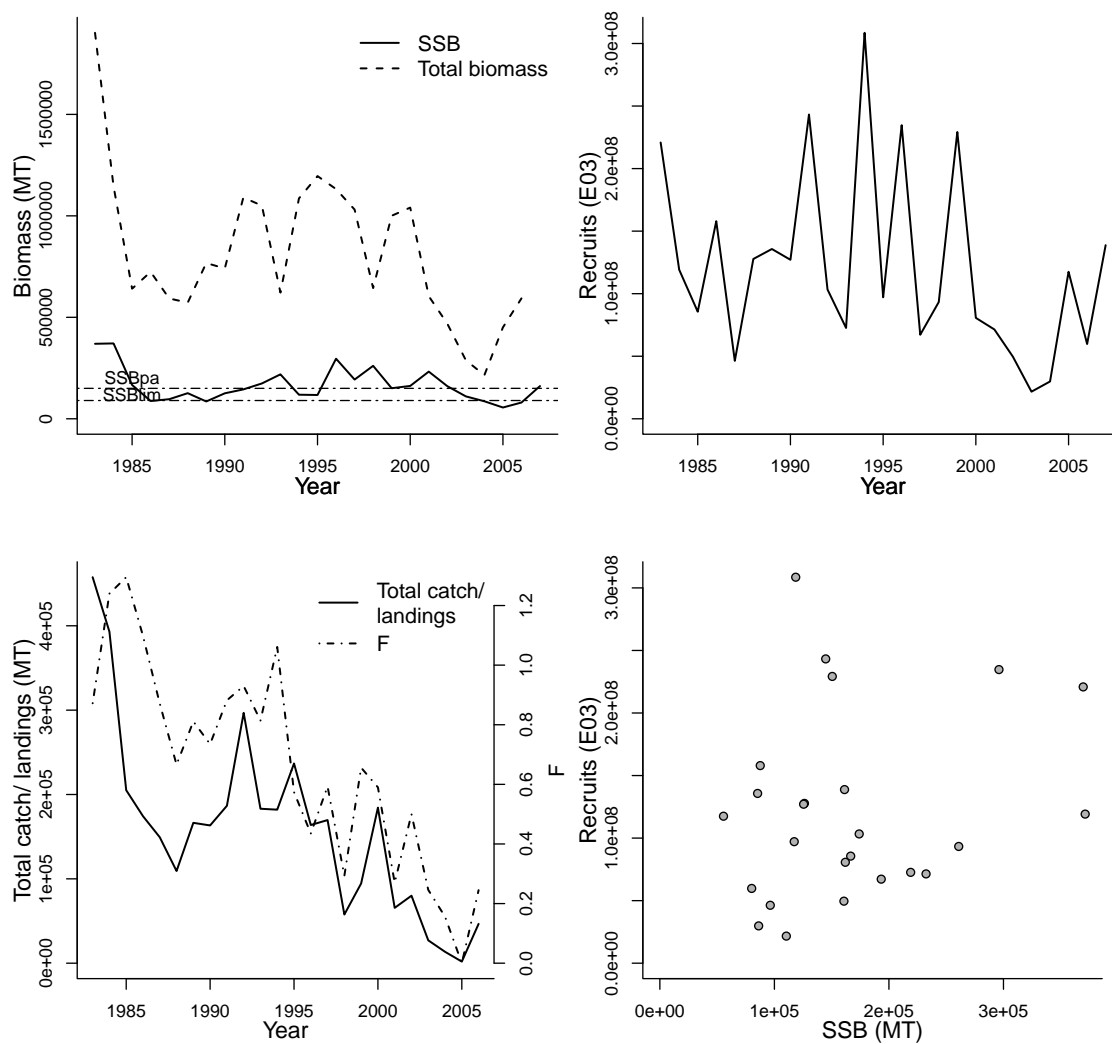 SSB
Total biomass
Biomass (MT)
0
500000
1000000
1500000
SSBpa
SSBlim
1985
1990
1995
2000
2005
Year
Recruits (E03)
0.0e+00
1.0e+08
2.0e+08
3.0e+08
1985
1990
1995
2000
2005
Year
Total catch/
landings
F
Total catch/ landings (MT)
0e+00
1e+05
2e+05
3e+05
4e+05
0.0
0.2
0.4
0.6
0.8
1.0
1.2
F
1985
1990
1995
2000
2005
Year
Recruits (E03)
0.0e+00
1.0e+08
2.0e+08
3.0e+08
0e+00
1e+05
2e+05
3e+05
SSB (MT)